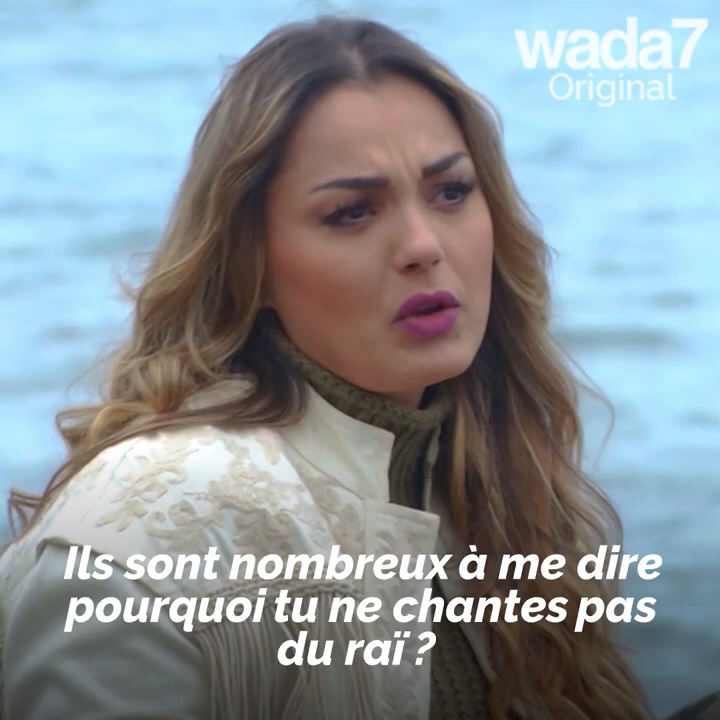 wada7
Original
Ils sont nombreux à me dire
pourquoi tu ne chantes pas
du raï ?